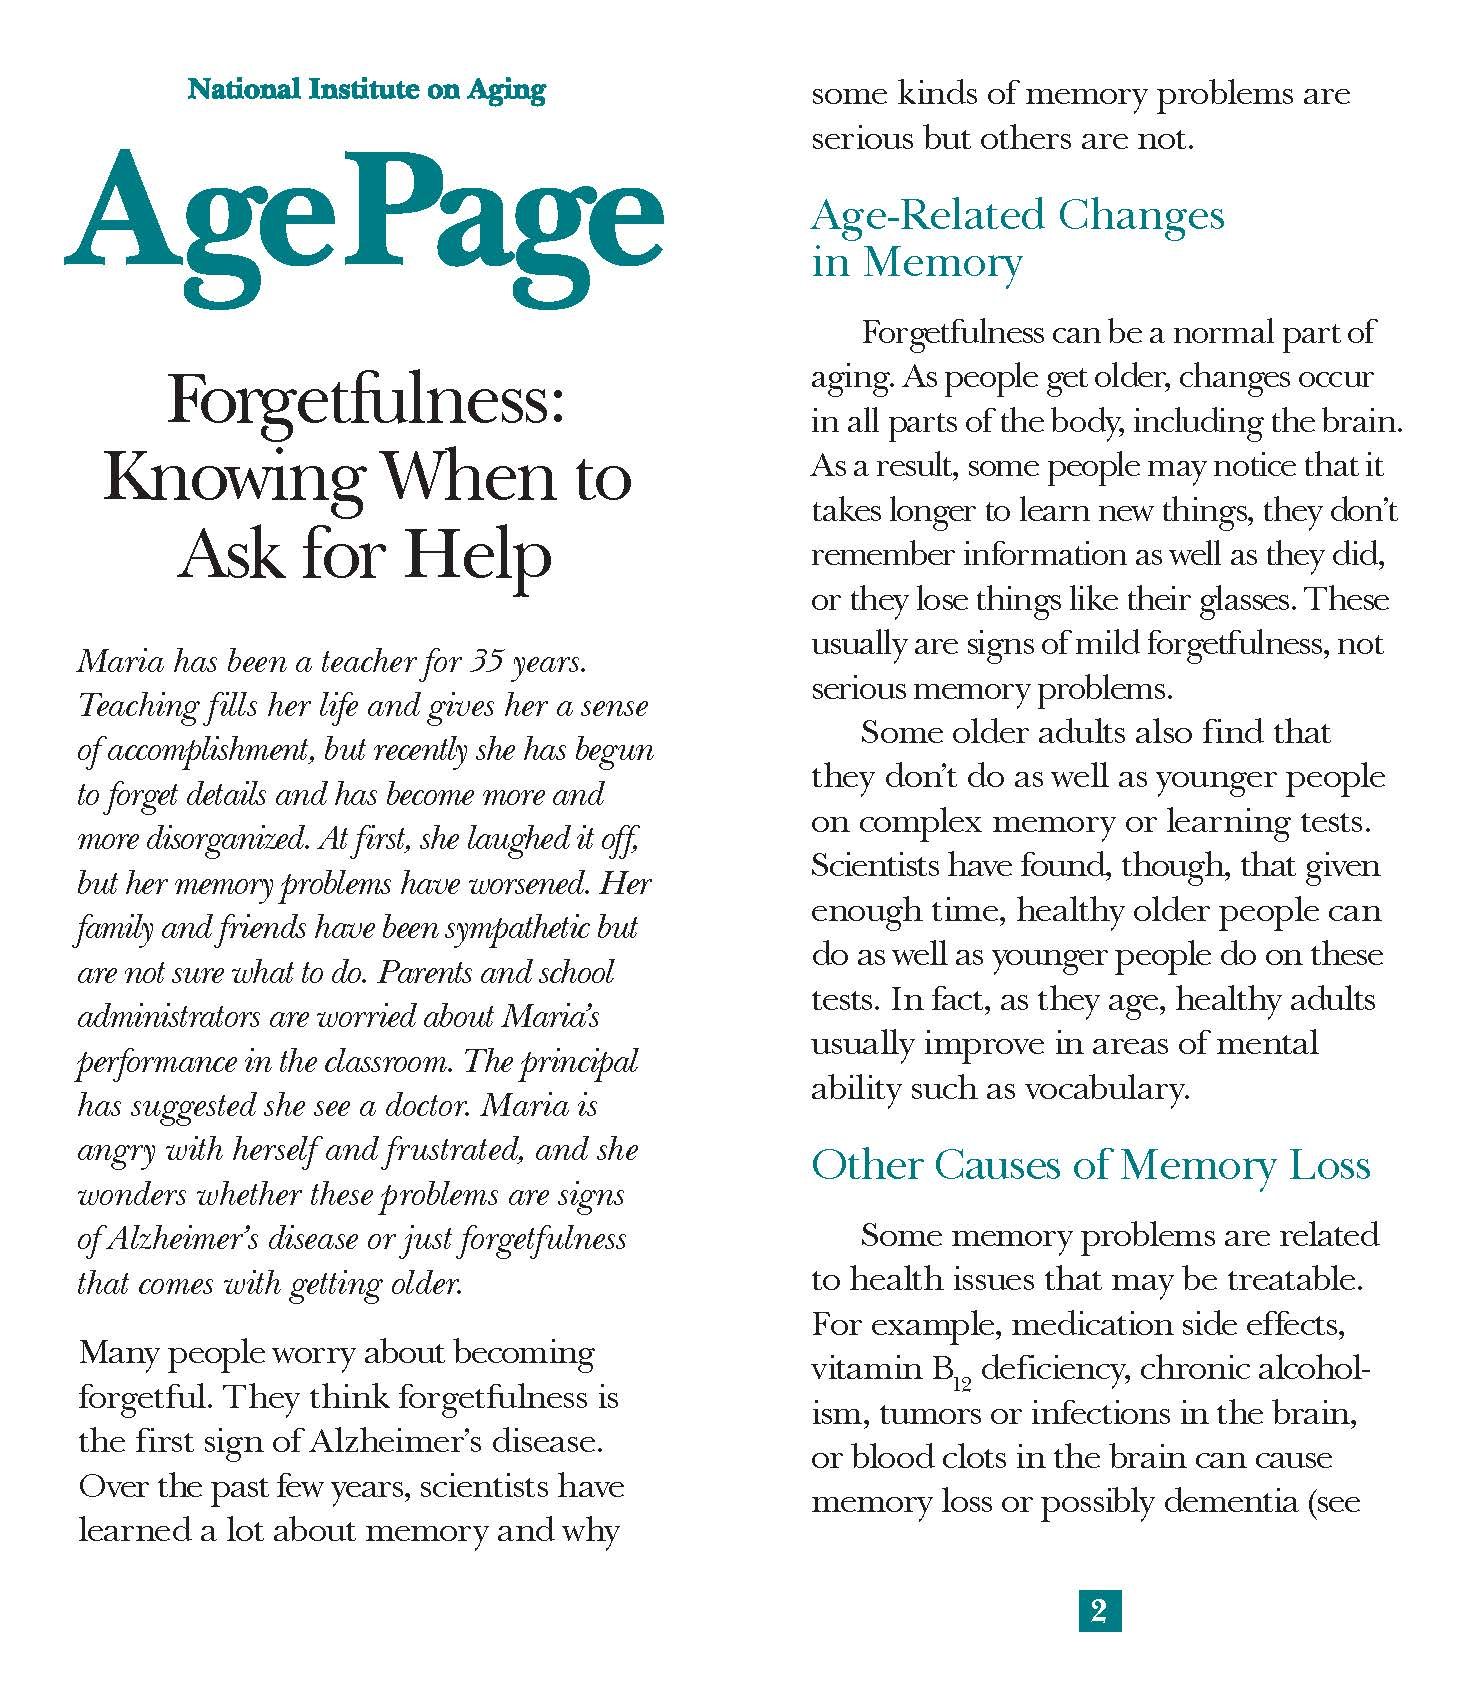 National Institute on Aging
AgePage
Forgetfulness:
Knowing When to
Ask for Help
Maria has been a teacher for 35 years.
Teaching fills her life and gives her a sense
of accomplishment, but recently she has begun
to forget details and has become more and
more disorganized. At first, she laughed it off,
but her memory problems have worsened. Her
family and friends have been sympathetic but
are not sure what to do. Parents and school
administrators are worried about Maria’s
performance in the classroom. The principal
has suggested she see a doctor. Maria is
angry with herself and frustrated, and she
wonders whether these problems are signs
of Alzheimer’s disease or just forgetfulness
that comes with getting older.
Many people worry about becoming
forgetful. They think forgetfulness is
the first sign of Alzheimer’s disease.
Over the past few years, scientists have
learned a lot about memory and why
some kinds of memory problems are
serious but others are not.
Age-Related Changes
in Memory
Forgetfulness can be a normal part of
aging. As people get older, changes occur
in all parts of the body, including the brain.
As a result, some people may notice that it
takes longer to learn new things, they don’t
remember information as well as they did,
or they lose things like their glasses. These
usually are signs of mild forgetfulness, not
serious memory problems.
Some older adults also find that
they don’t do as well as younger people
on complex memory or learning tests.
Scientists have found, though, that given
enough time, healthy older people can
do as well as younger people do on these
tests. In fact, as they age, healthy adults
usually improve in areas of mental
ability such as vocabulary.
Other Causes of Memory Loss
Some memory problems are related
to health issues that may be treatable.
For example, medication side effects,
vitamin B12 deficiency, chronic alcohol-
ism, tumors or infections in the brain,
or blood clots in the brain can cause
memory loss or possibly dementia (see
2